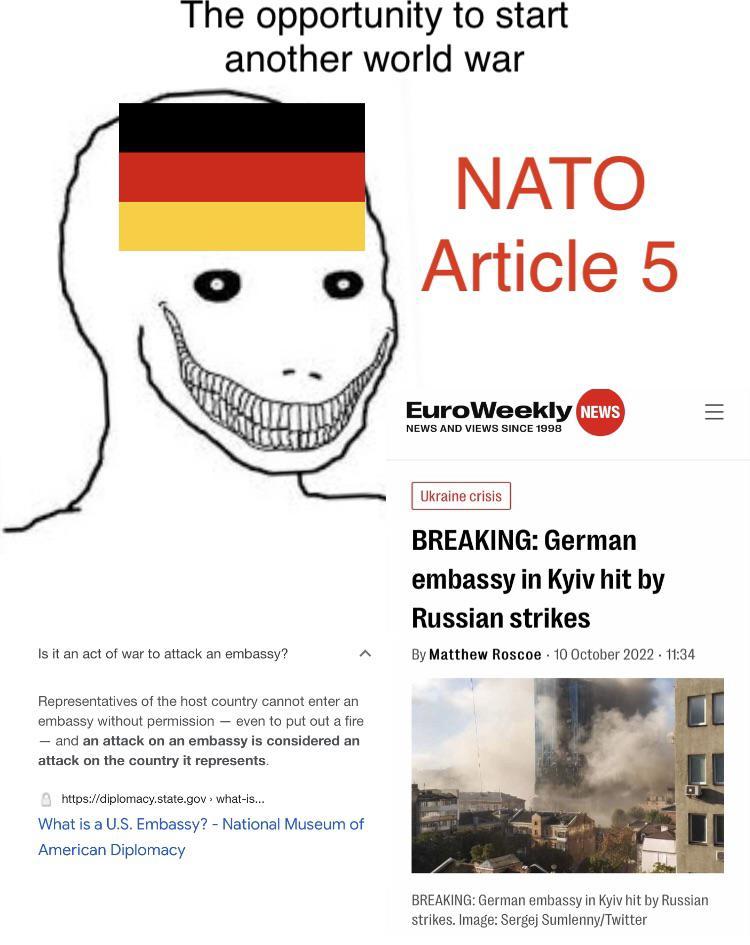 The opportunity to start
another world war
NATO
Article 5
EuroWeekly NEWS
NEWS AND VIEWS SINCE 1998
Ukraine crisis
BREAKING: German
embassy in Kyiv hit by
Russian strikes
By Matthew Roscoe · 10 October 2022 · 11:34
BREAKING: German embassy in Kyiv hit by Russian
strikes. Image: Sergej Sumlenny/Twitter
Is it an act of war to attack an embassy?
Representatives of the host country cannot enter an
embassy without permission — even to put out a fire
— and an attack on an embassy is considered an
attack on the country it represents.
https://diplomacy.state.gov › what-is...
What is a U.S. Embassy? - National Museum of
American Diplomacy